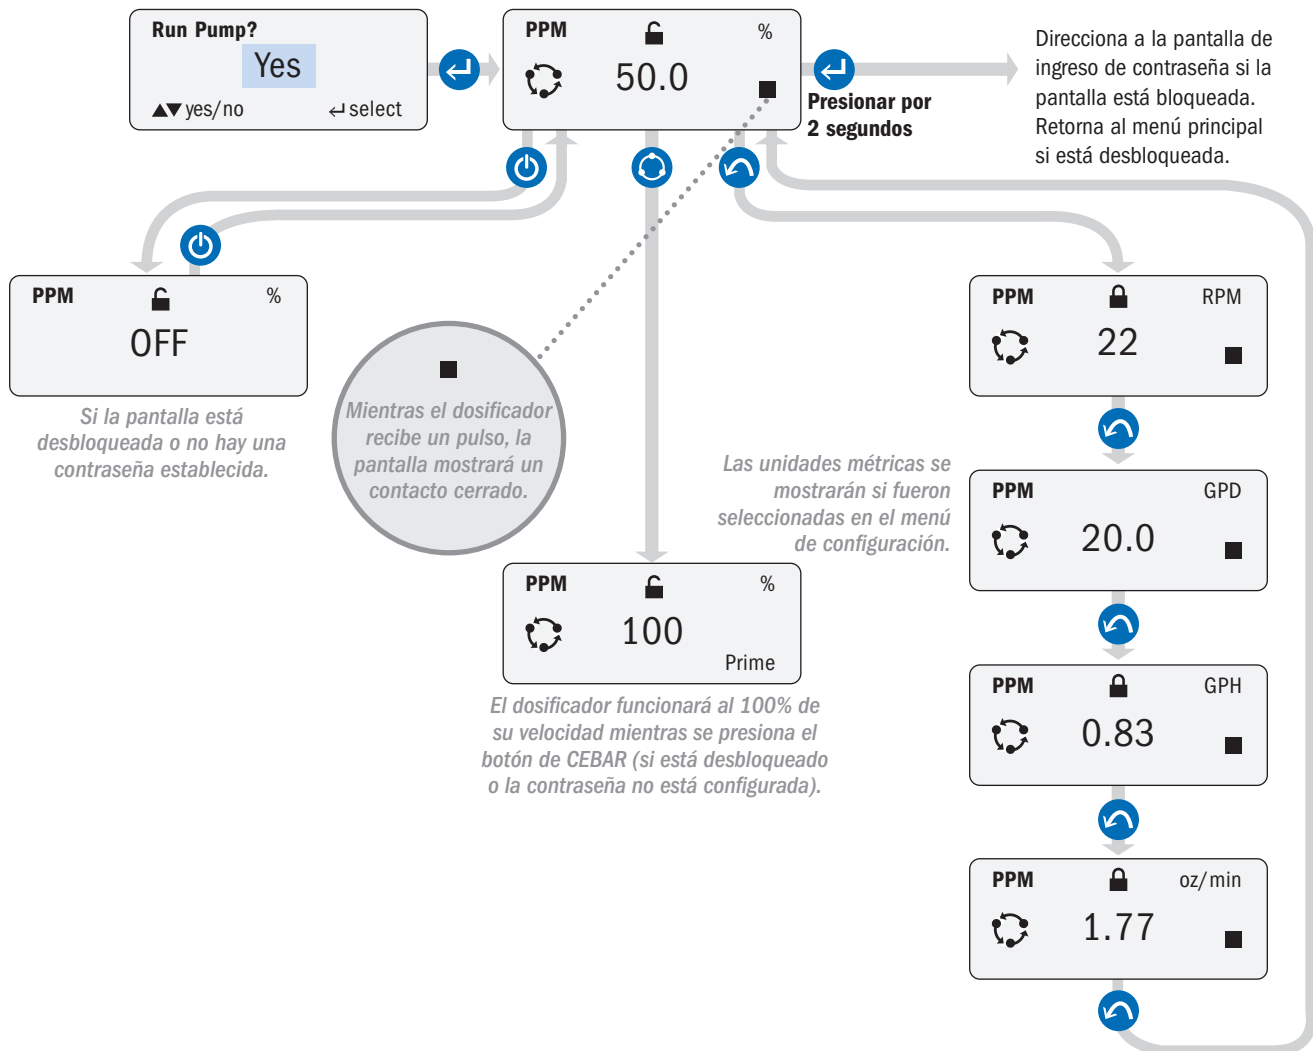 Run Pump?
Yes
▲▼ yes/no ↵ select
PPM %
50.0
Presionar por
2 segundos
Direcciona a la pantalla de
ingreso de contraseña si la
pantalla está bloqueada.
Retorna al menú principal
si está desbloqueada.
PPM %
OFF
Si la pantalla está
desbloqueada o no hay una
contraseña establecida.
Mientras el dosificador
recibe un pulso, la
pantalla mostrará un
contacto cerrado.
PPM %
100
Prime
El dosificador funcionará al 100% de
su velocidad mientras se presiona el
botón de CEBAR (si está desbloqueado
o la contraseña no está configurada).
Las unidades métricas se
mostrarán si fueron
seleccionadas en el menú
de configuración.
PPM RPM
22
PPM GPD
20.0
PPM GPH
0.83
PPM oz/min
1.77